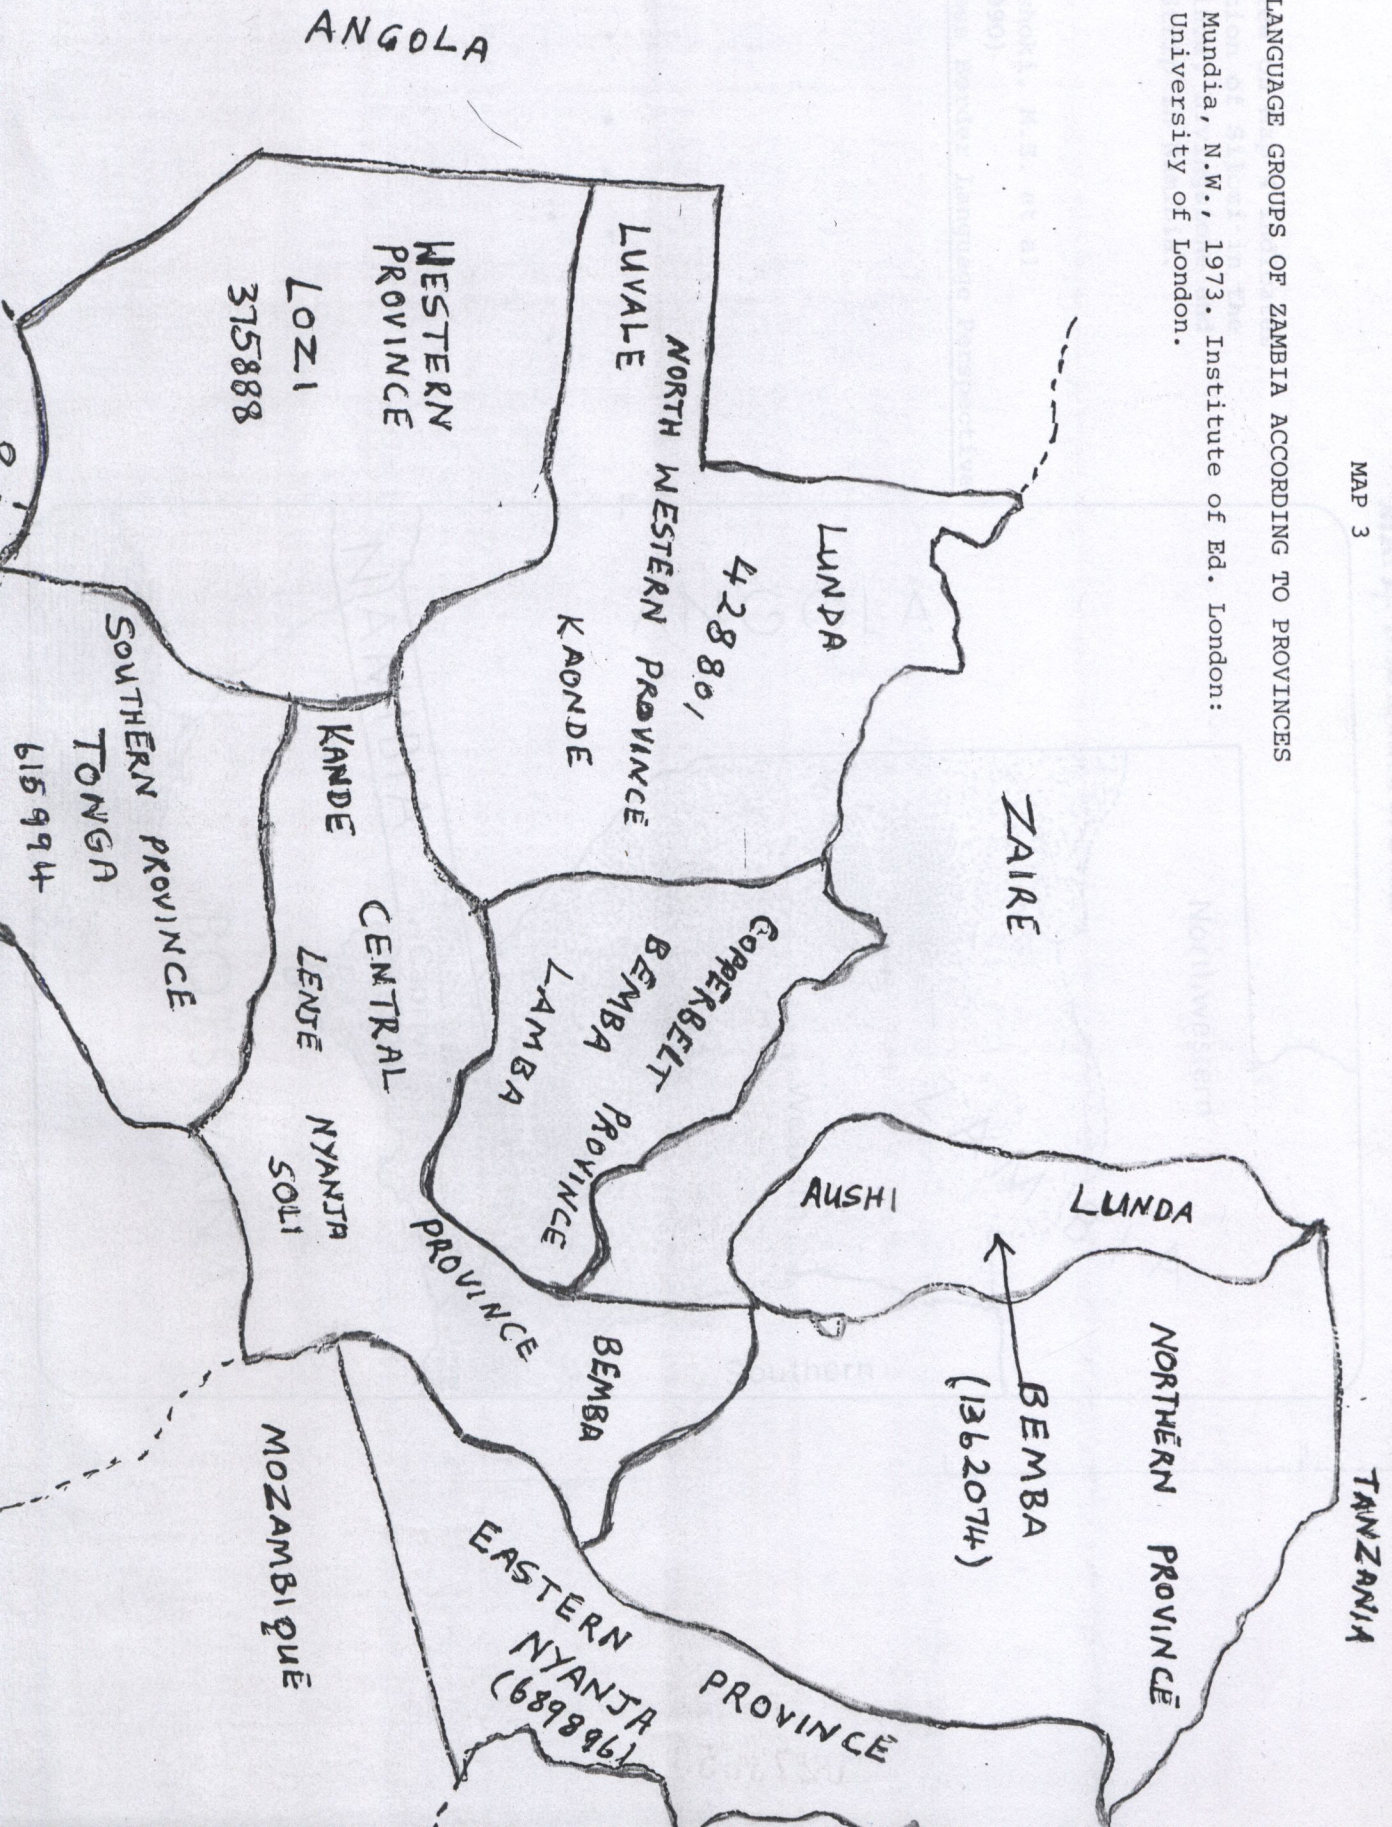 MAP 3
LANGUAGE GROUPS OF ZAMBIA ACCORDING TO PROVINCES
Mundia, N.W., 1973. Institute of Ed. London:
University of London.
TANZANIA
ZAIRE
ANGOLA
MOZAMBIQUE
NORTHERN PROVINCE
LUNDA
BEMBA
(1362074)
AUSHI
LUNDA
42880,
NORTH WESTERN PROVINCE
LUVALE
KAONDE
COPPERBELT
BEMBA PROVINCE
LAMBA
BEMBA
CENTRAL
PROVINCE
KANDE
LENJE
NYANJA
SOLI
EASTERN PROVINCE
NYANJA
(689896)
WESTERN
PROVINCE
LOZI
375888
SOUTHERN PROVINCE
TONGA
615994
Southern